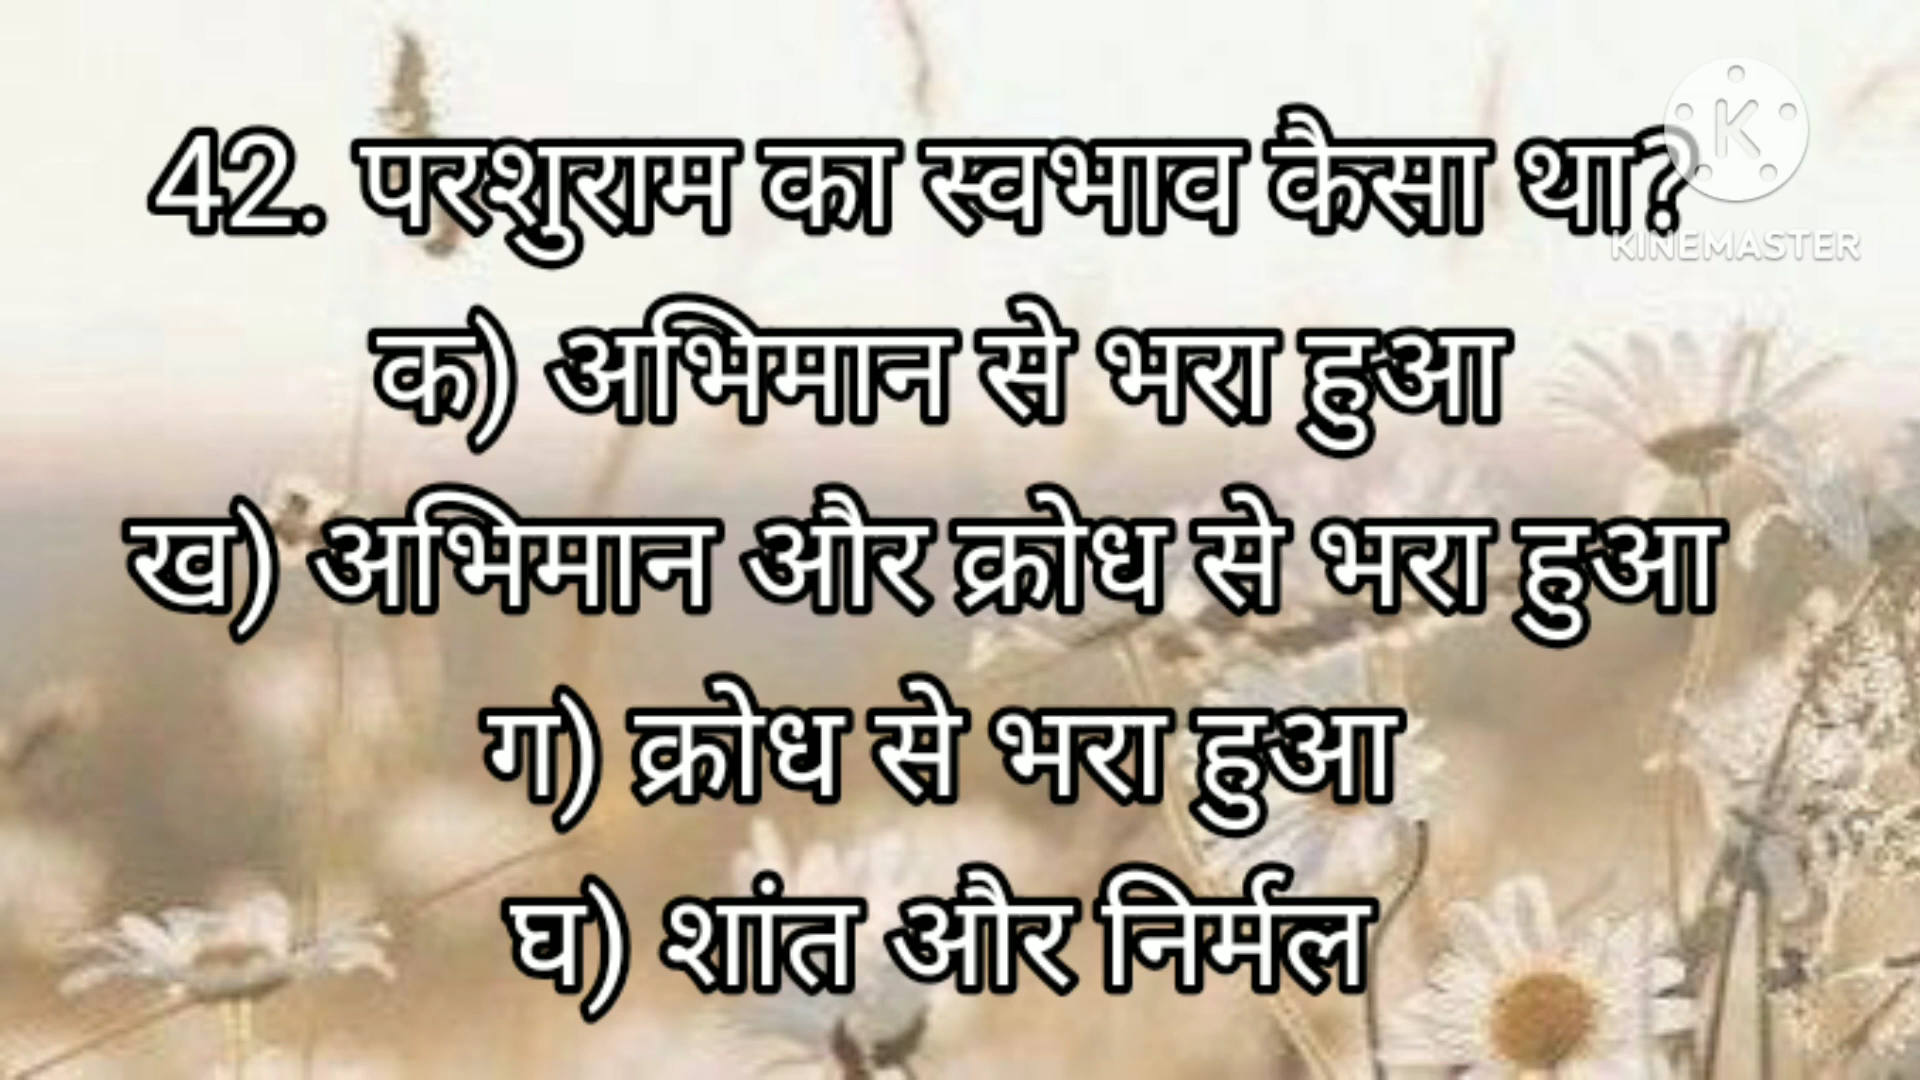 42. परशुराम का स्वभाव कैसा था?
क) अभिमान से भरा हुआ
ख) अभिमान और क्रोध से भरा हुआ
ग) क्रोध से भरा हुआ
घ) शांत और निर्मल
K
KINEMASTER